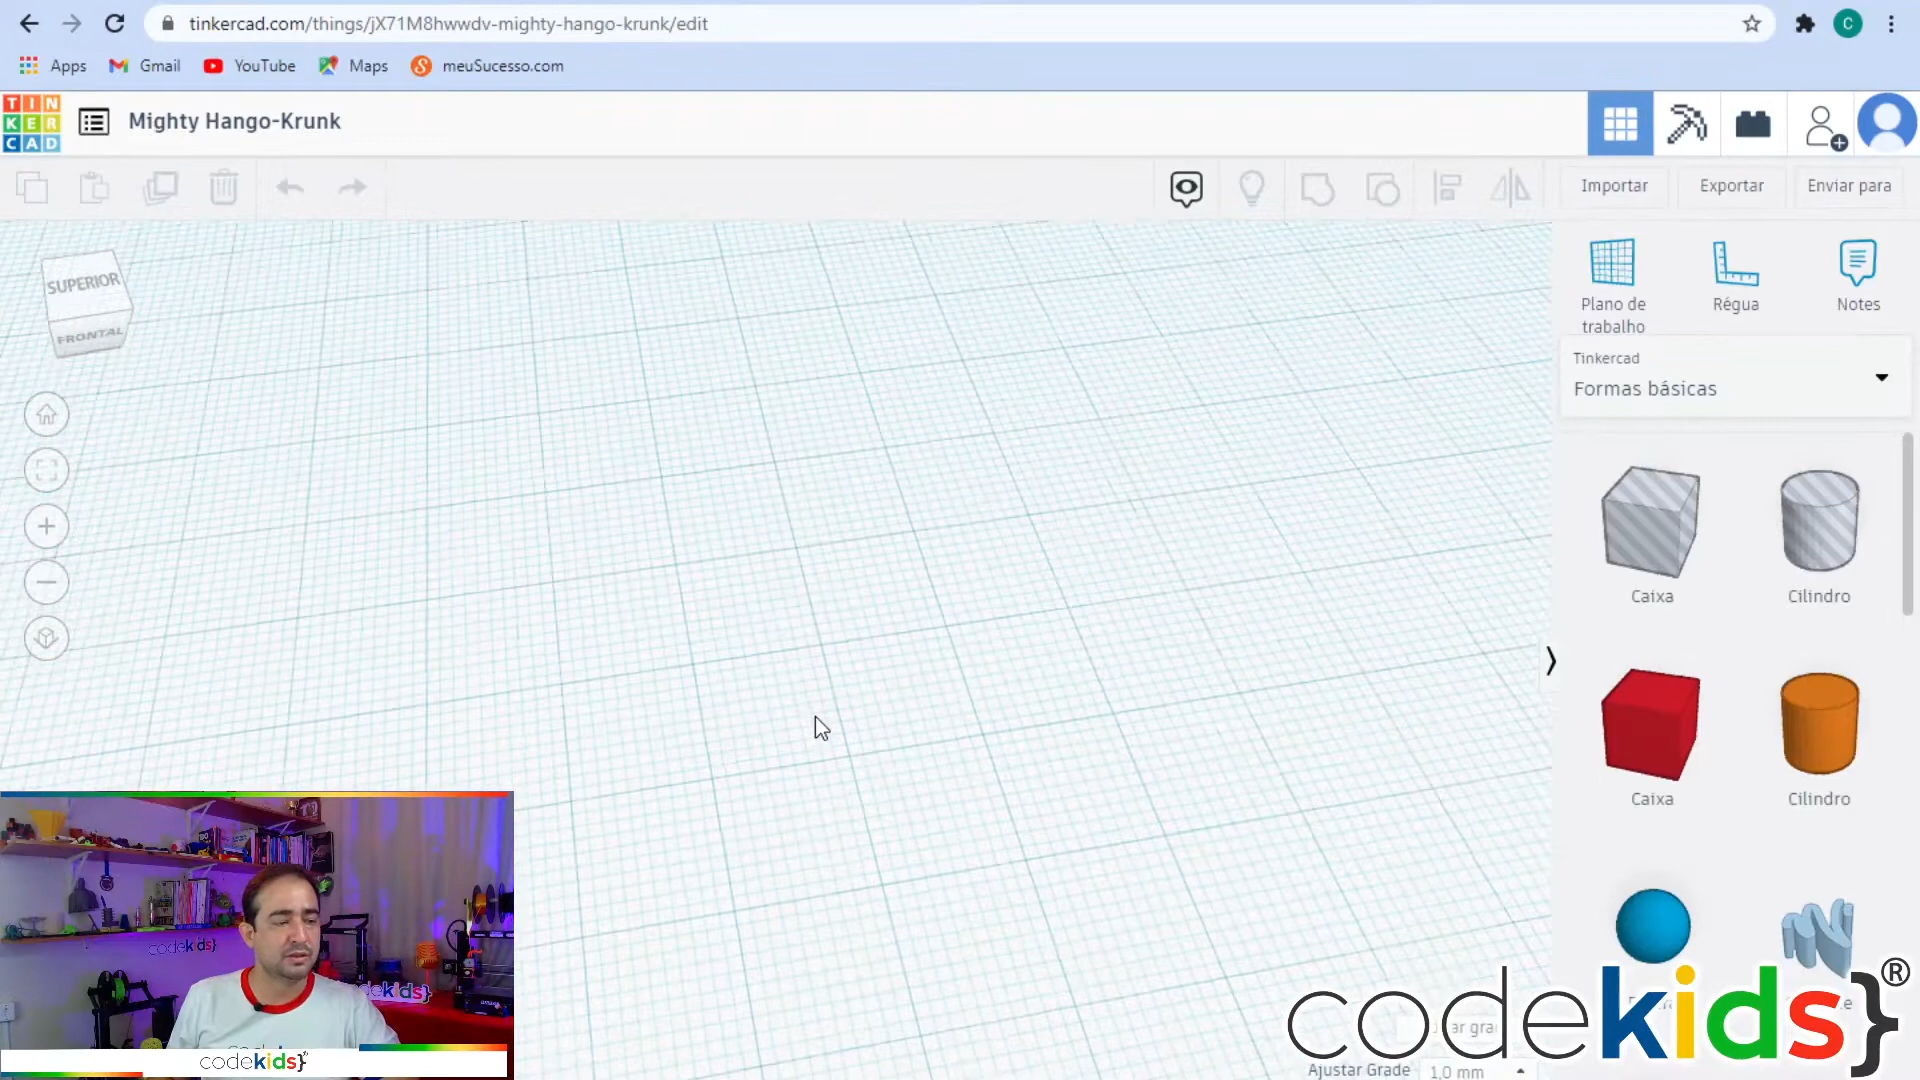 tinkercad.com/things/jX71M8hwwdv-mighty-hango-krunk/edit
C
Apps
Gmail
YouTube
Maps
meuSucesso.com
TIN
KER
CAD
Mighty Hango-Krunk
Importar
Exportar
Enviar para
SUPERIOR
FRONTAL
Plano de
trabalho
Régua
Notes
Tinkercad
Formas básicas
Caixa
Cilindro
Caixa
Cilindro
codekids}
codekids}
codekids}®
Ajustar Grade
1,0 mm